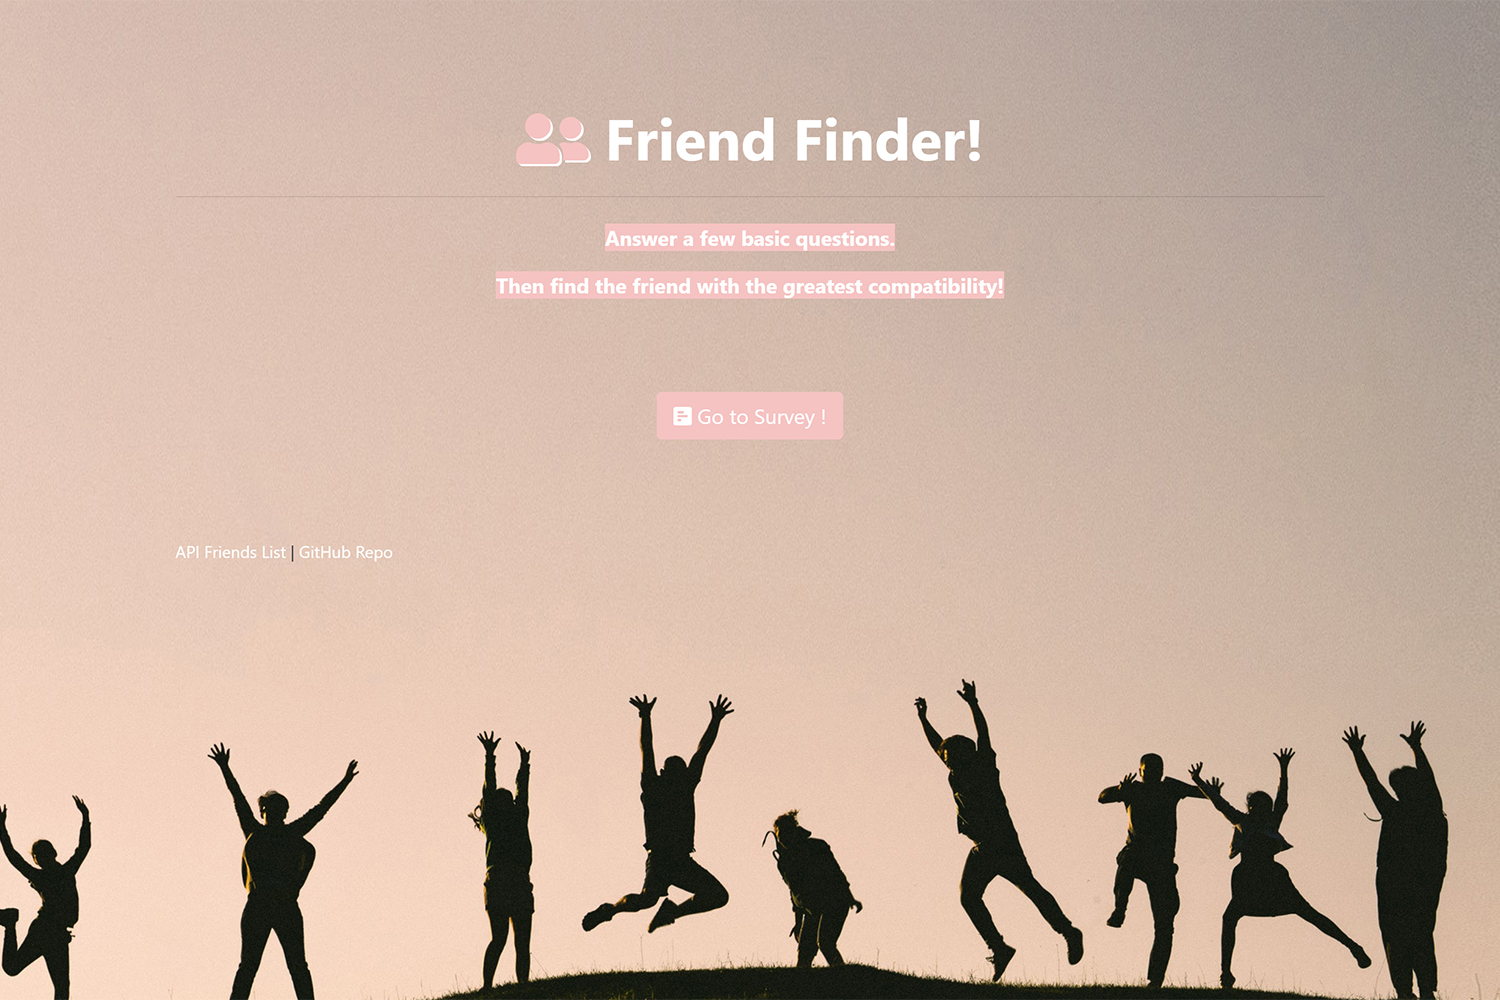 Friend Finder!
Answer a few basic questions.
Then find the friend with the greatest compatibility!
Go to Survey !
API Friends List | GitHub Repo